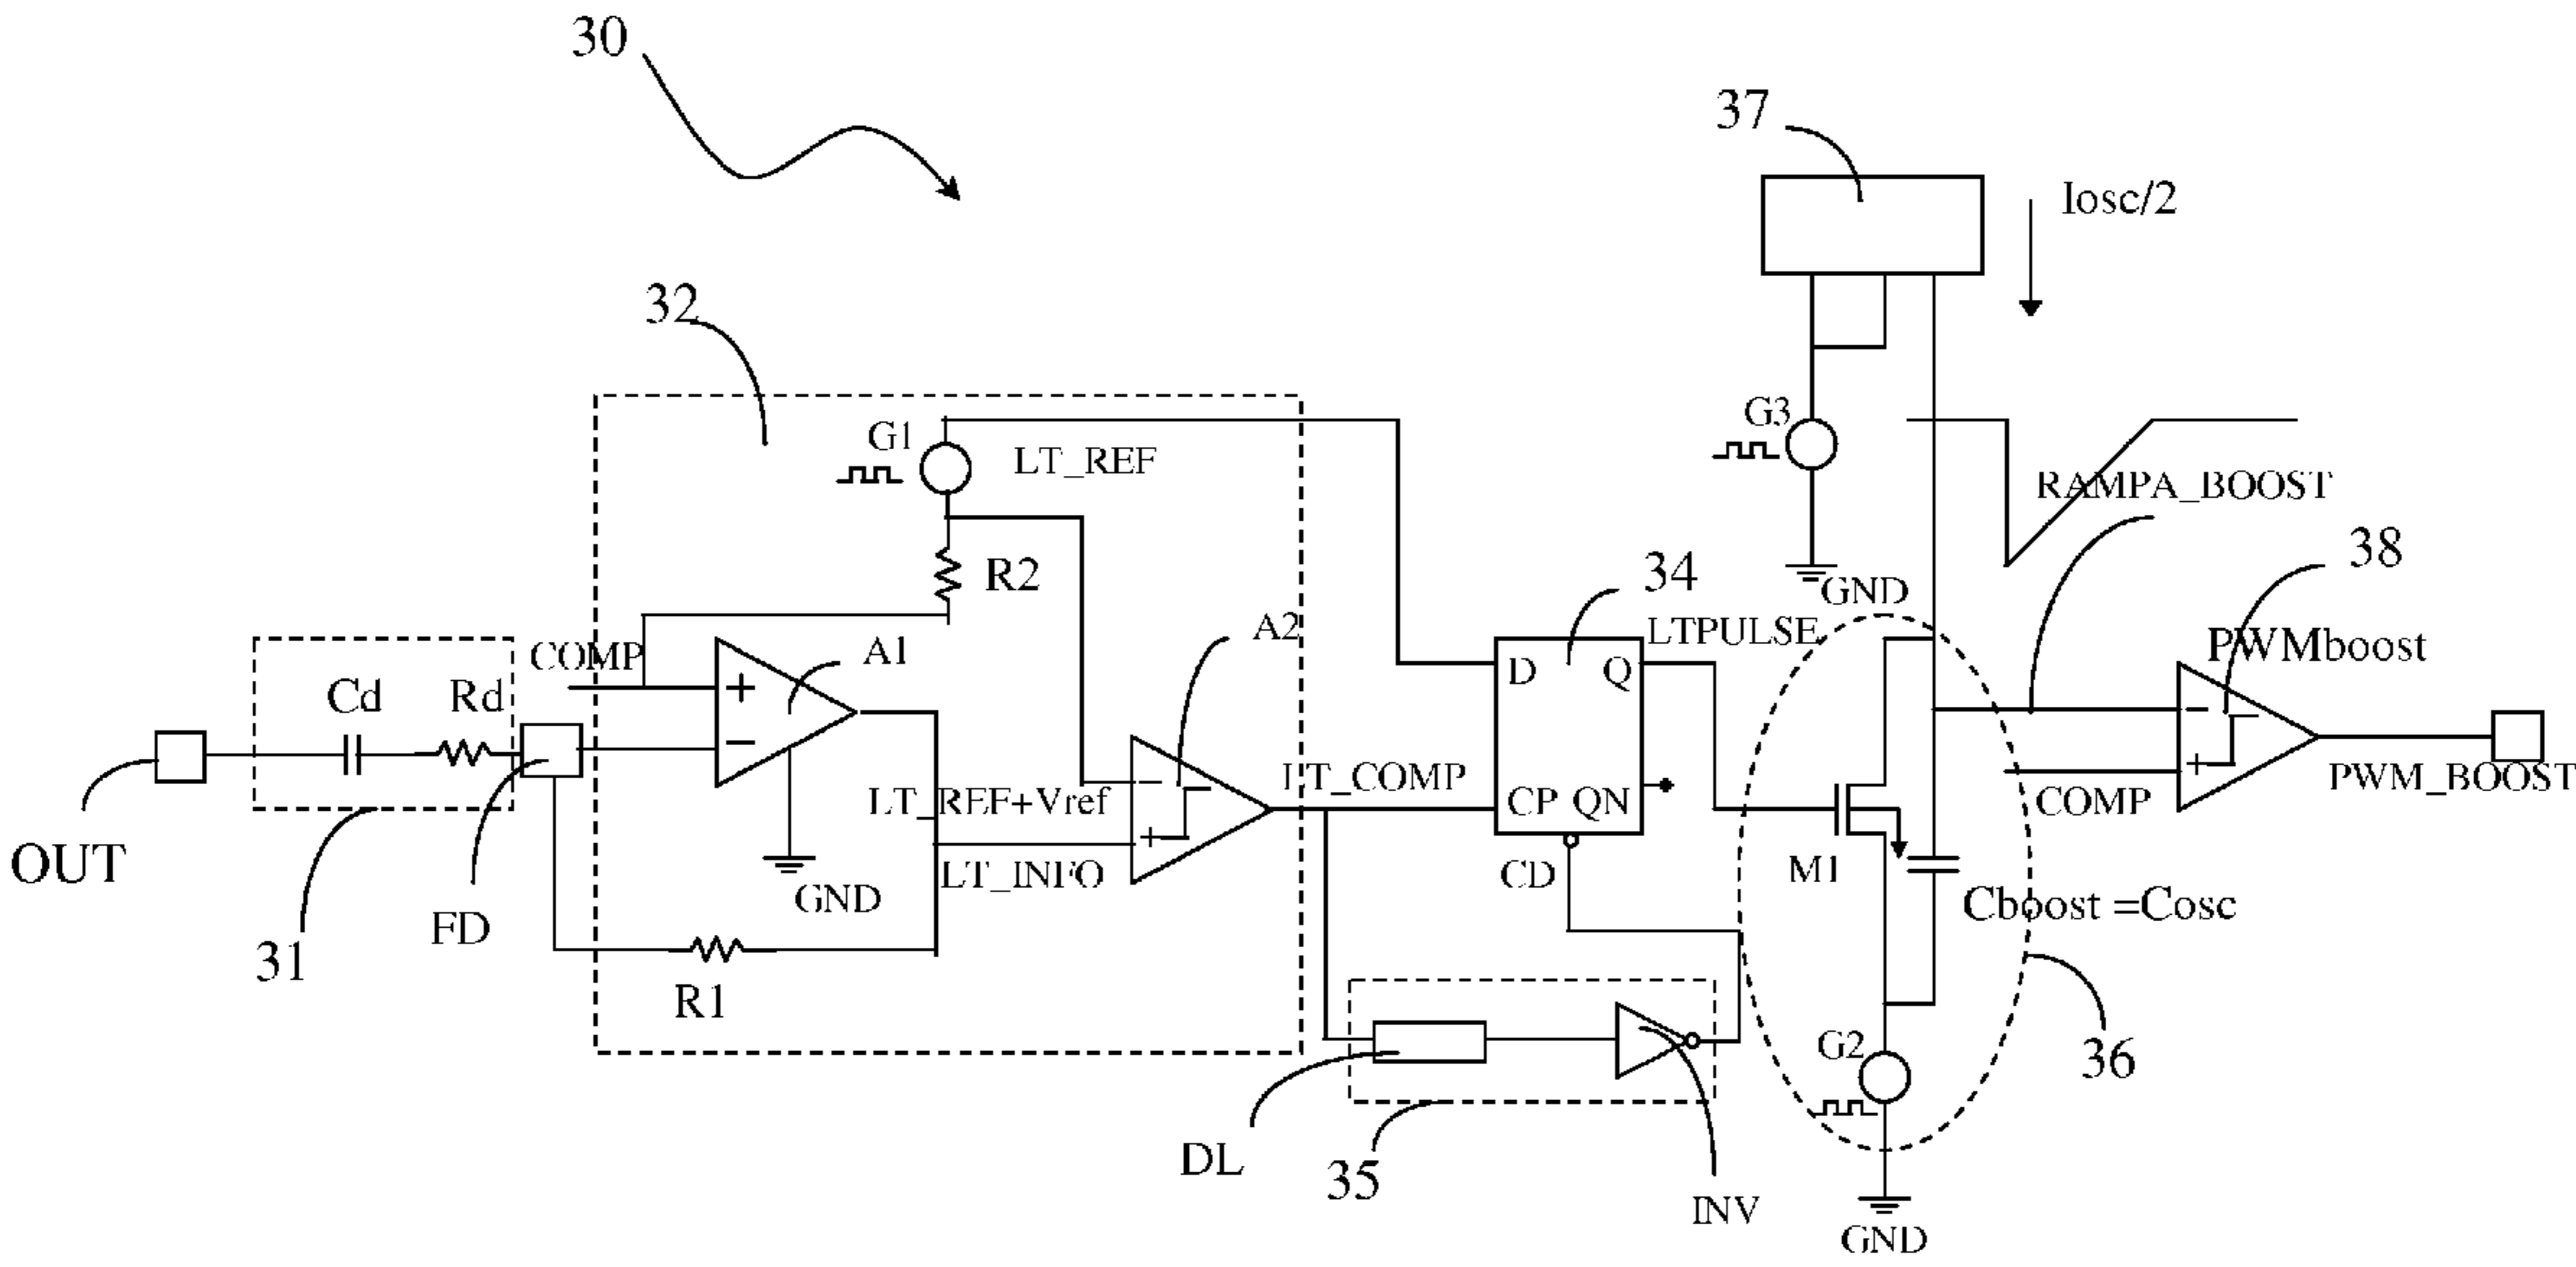 30
37
Iosc/2
32
G1
LT_REF
G3
RAMPA_BOOST
38
R2
34
GND
COMP
A1
A2
LTPULSE
PWMboost
Cd
Rd
+
−
D
Q
−
+
COMP
PWM_BOOST
OUT
FD
31
LT_REF+Vref
LT_INFO
−
+
LT_COMP
CP
QN
CD
M1
Cboost =Cosc
GND
R1
G2
36
DL
35
INV
GND